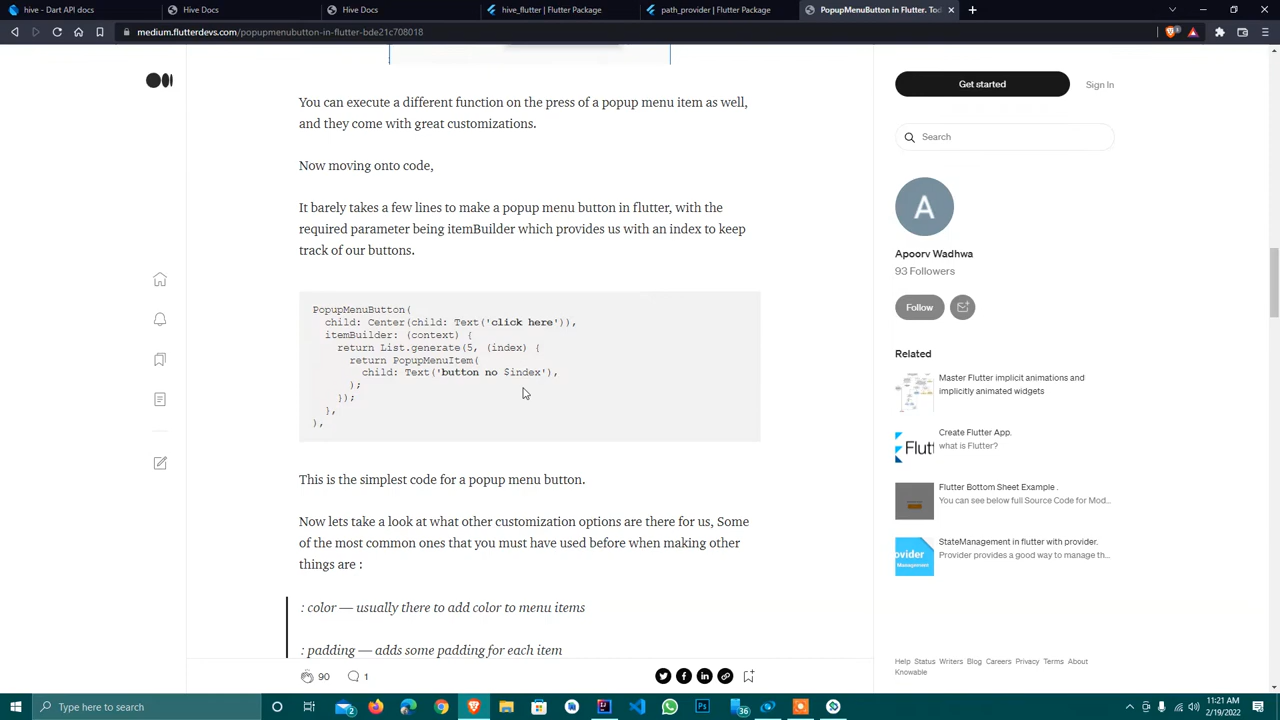 hive - Dart API docs
Hive Docs
Hive Docs
hive_flutter | Flutter Package
path_provider | Flutter Package
PopupMenuButton in Flutter. Tod
medium.flutterdevs.com/popupmenubutton-in-flutter-bde21c708018
You can execute a different function on the press of a popup menu item as well,
and they come with great customizations.
Now moving onto code,
It barely takes a few lines to make a popup menu button in flutter, with the
required parameter being itemBuilder which provides us with an index to keep
track of our buttons.
PopupMenuButton(
child: Center(child: Text('click here')),
itemBuilder: (context) {
return List.generate(5, (index) {
return PopupMenuItem(
child: Text('button no $index'),
);
});
},
),
This is the simplest code for a popup menu button.
Now lets take a look at what other customization options are there for us, Some
of the most common ones that you must have used before when making other
things are :
: color — usually there to add color to menu items
: padding — adds some padding for each item
90
1
Get started
Sign In
Search
A
Apoorv Wadhwa
93 Followers
Follow
Related
Master Flutter implicit animations and
implicitly animated widgets
Create Flutter App.
what is Flutter?
Flutt
Flutter Bottom Sheet Example .
You can see below full Source Code for Mod...
StateManagement in flutter with provider.
Provider provides a good way to manage th...
ovider
Management
Help Status Writers Blog Careers Privacy Terms About
Knowable
Type here to search
2
36
11:21 AM
2/19/2022